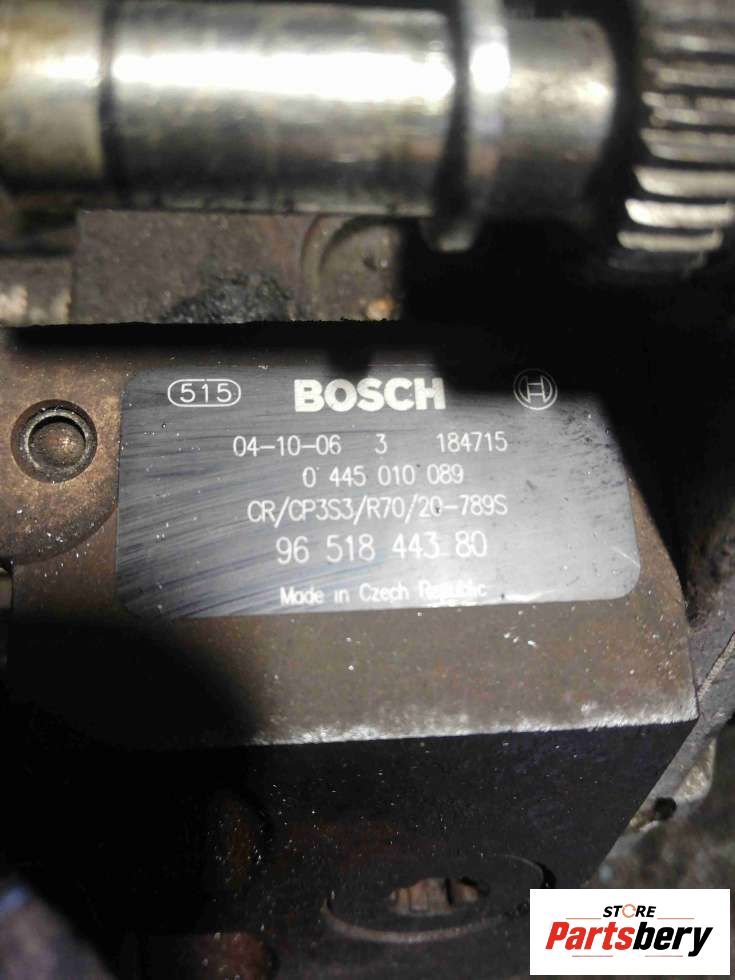 515 BOSCH
04-10-06 3 184715
0 445 010 089
CR/CP3S3/R70/20-789S
96 518 443 80
Made in Czech Republic
STORE
Partsbery